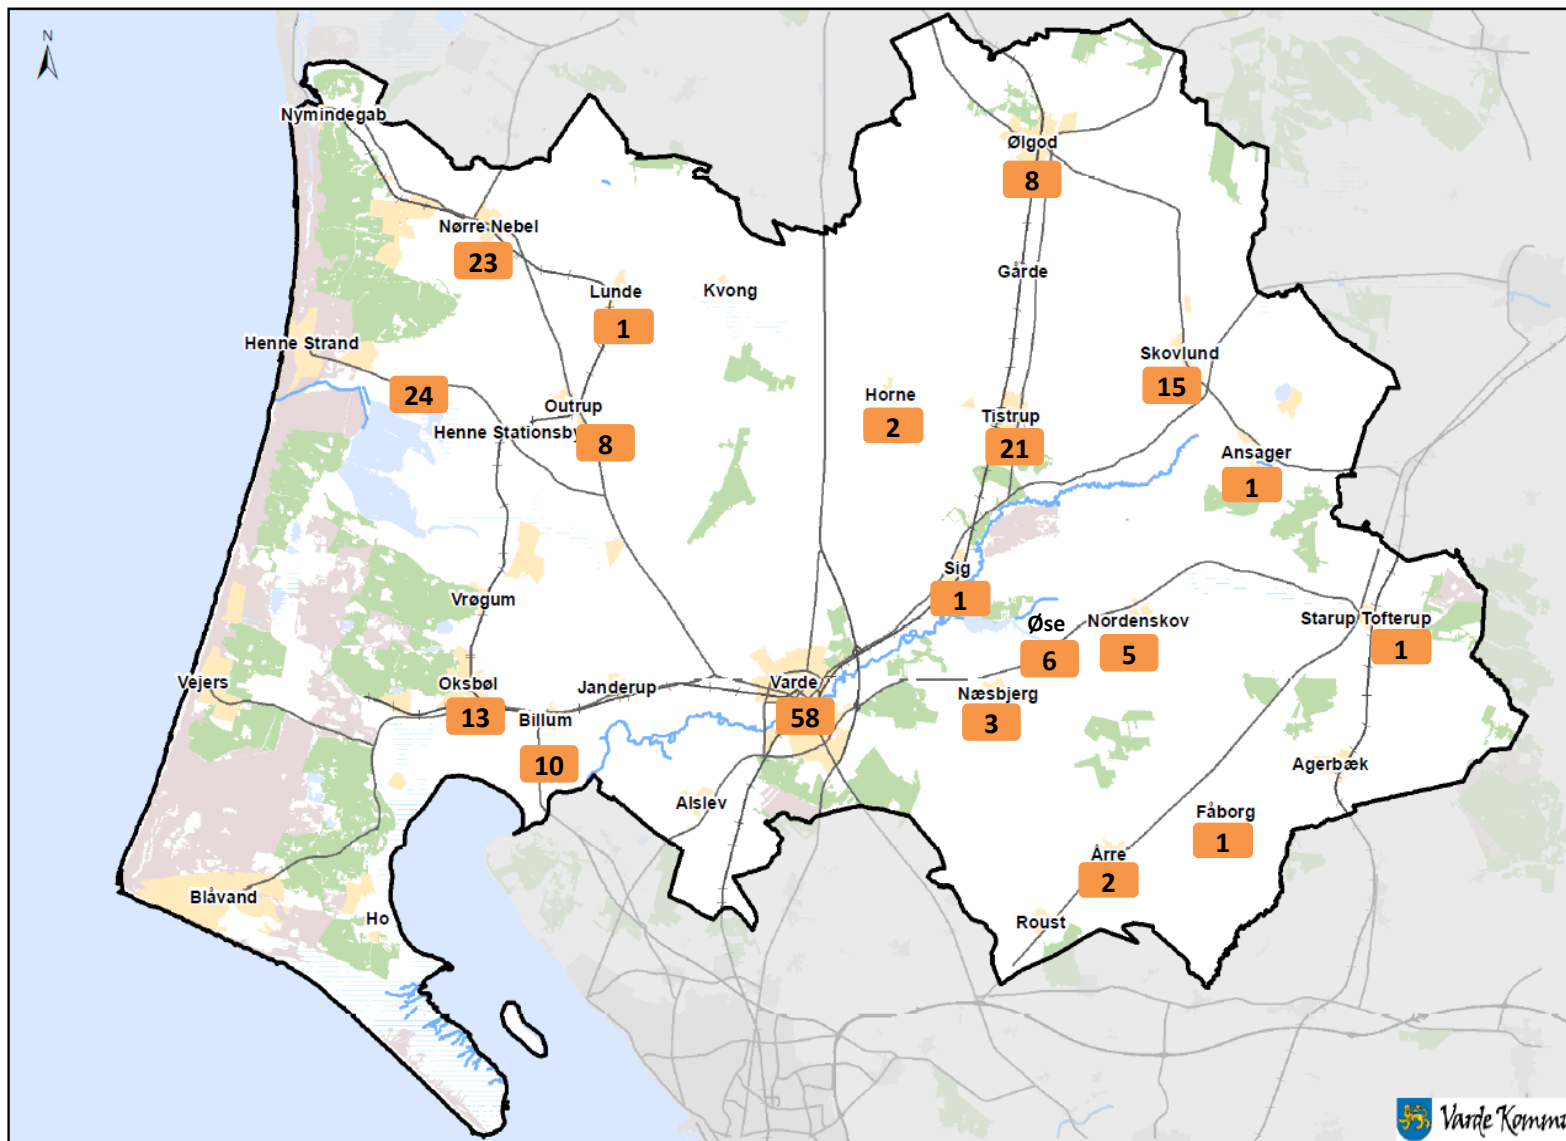 N
Nymindegab
Ølgod
8
Nørre Nebel
23
Gårde
Lunde
Kvong
1
Henne Strand
Skovlund
15
24
Horne
2
Outrup
Tistrup
21
Henne Stationsby
8
Ansager
1
Sig
1
Vrøgum
Øse
6
Nordenskov
5
Starup Tofterup
1
Vejers
Oksbøl
13
Janderup
Varde
58
Næsbjerg
3
Billum
10
Agerbæk
Alslev
Fåborg
1
Årre
2
Blåvand
Ho
Roust
Varde Kommu